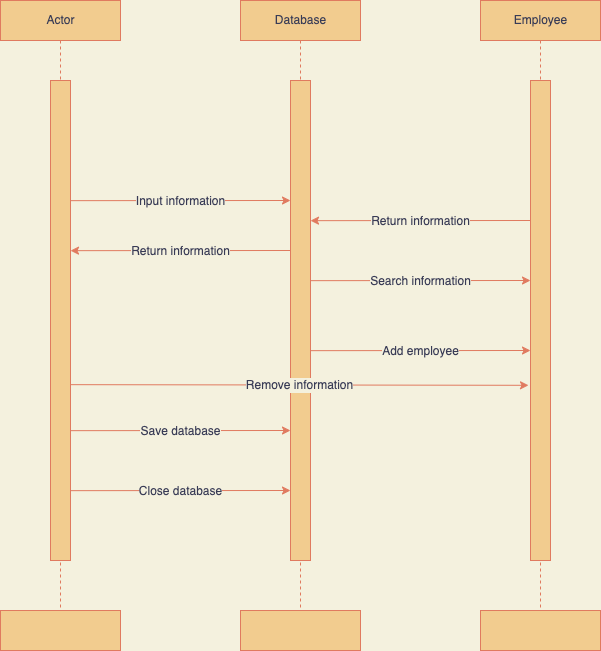 Actor
Database
Employee
Input information
Return information
Return information
Search information
Add employee
Remove information
Save database
Close database